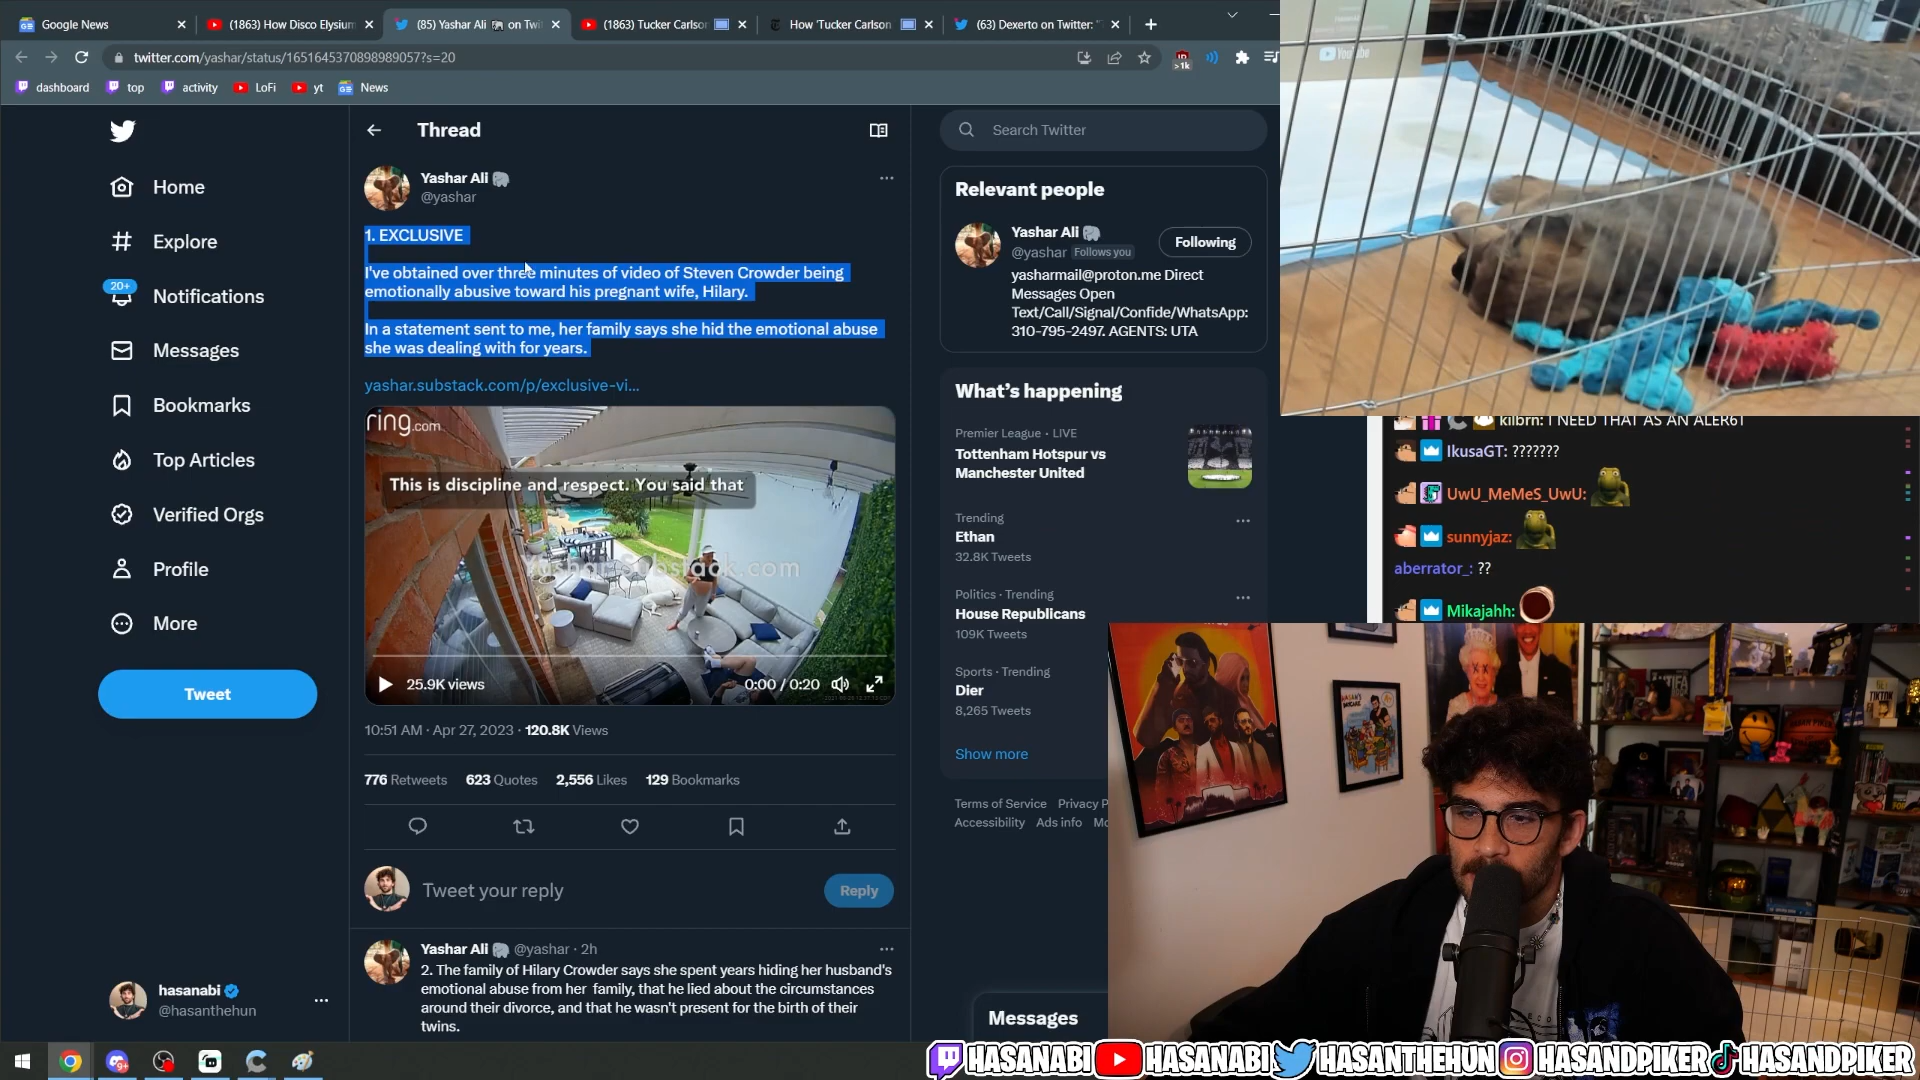 Google News
(1863) How Disco Elysium
(85) Yashar Ali on Twi
(1863) Tucker Carlson
How 'Tucker Carlson
(63) Dexerto on Twitter: "
twitter.com/yashar/status/1651645370898989057?s=20
>1k
dashboard
top
activity
LoFi
yt
News
Home
Explore
20+
Notifications
Messages
Bookmarks
Top Articles
Verified Orgs
Profile
More
Tweet
hasanabi
@hasanthehun
Thread
Yashar Ali
@yashar
1. EXCLUSIVE
I've obtained over three minutes of video of Steven Crowder being
emotionally abusive toward his pregnant wife, Hilary.
In a statement sent to me, her family says she hid the emotional abuse
she was dealing with for years.
yashar.substack.com/p/exclusive-vi...
ring.com
This is discipline and respect. You said that
Yashar.Substack.com
25.9K views
0:00 / 0:20
10:51 AM · Apr 27, 2023 · 120.8K Views
776 Retweets 623 Quotes 2,556 Likes 129 Bookmarks
Tweet your reply
Reply
Yashar Ali @yashar · 2h
2. The family of Hilary Crowder says she spent years hiding her husband's
emotional abuse from her family, that he lied about the circumstances
around their divorce, and that he wasn't present for the birth of their
twins.
Search Twitter
Relevant people
Yashar Ali
@yashar Follows you
Following
yasharmail@proton.me Direct
Messages Open
Text/Call/Signal/Confide/WhatsApp:
310-795-2497. AGENTS: UTA
What's happening
Premier League · LIVE
Tottenham Hotspur vs
Manchester United
Trending
Ethan
32.8K Tweets
Politics · Trending
House Republicans
109K Tweets
Sports · Trending
Dier
8,265 Tweets
Show more
Terms of Service Privacy P
Accessibility Ads info Mo
Messages
YouTube
kilbrn: I NEED THAT AS AN ALER6T
IkusaGT: ???????
UwU_MeMeS_UwU:
sunnyjaz:
aberrator_: ??
Mikajahh:
HASANABI HASANABI HASANTHEHUN HASANDPIKER HASANDPIKER